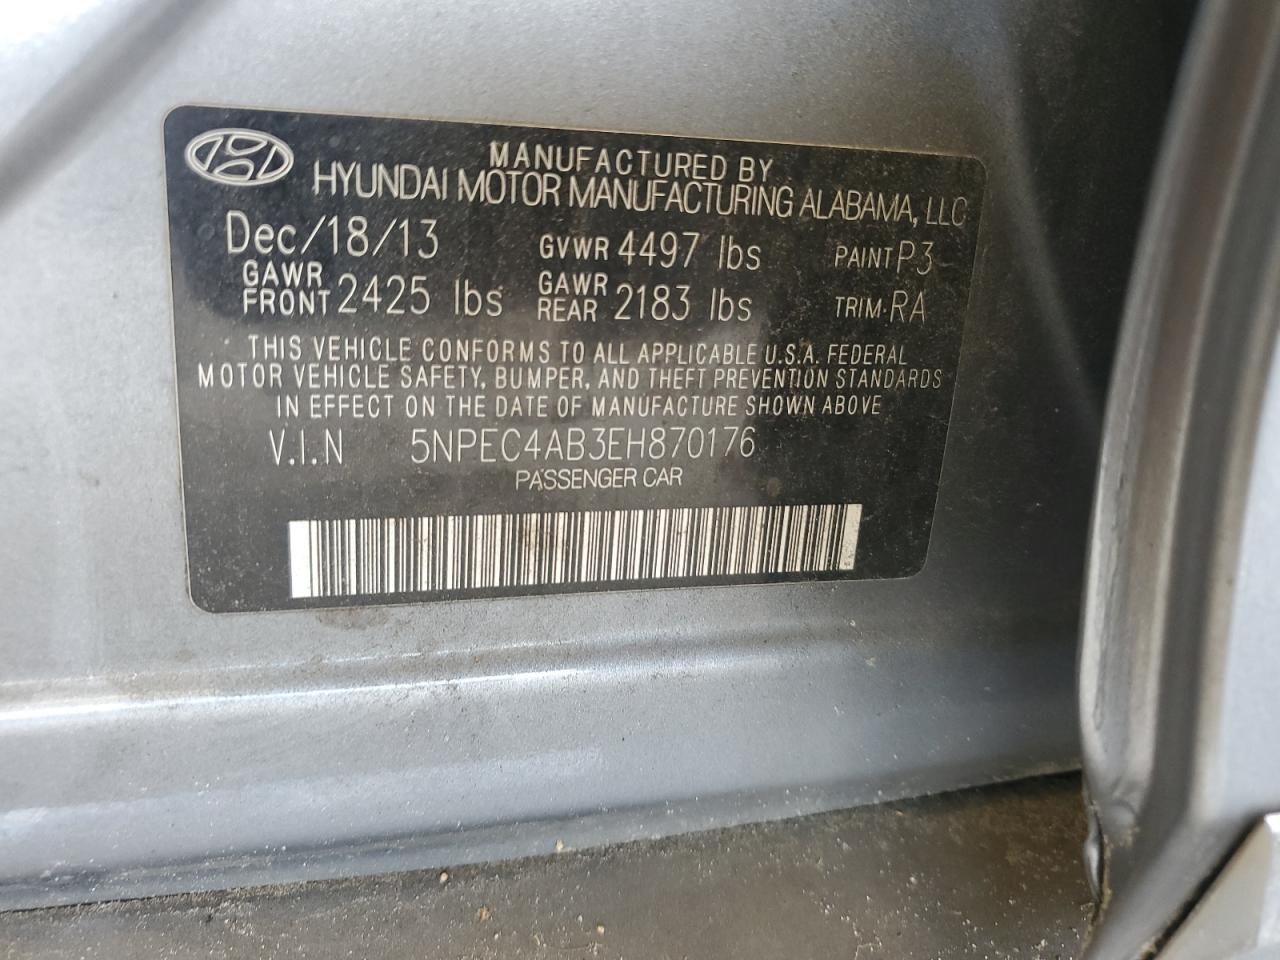 MANUFACTURED BY
HYUNDAI MOTOR MANUFACTURING ALABAMA, LLC
Dec/18/13 GVWR 4497 lbs PAINT P3
GAWR FRONT 2425 lbs GAWR REAR 2183 lbs TRIM: RA
THIS VEHICLE CONFORMS TO ALL APPLICABLE U.S.A. FEDERAL
MOTOR VEHICLE SAFETY, BUMPER, AND THEFT PREVENTION STANDARDS
IN EFFECT ON THE DATE OF MANUFACTURE SHOWN ABOVE
V.I.N 5NPEC4AB3EH870176
PASSENGER CAR